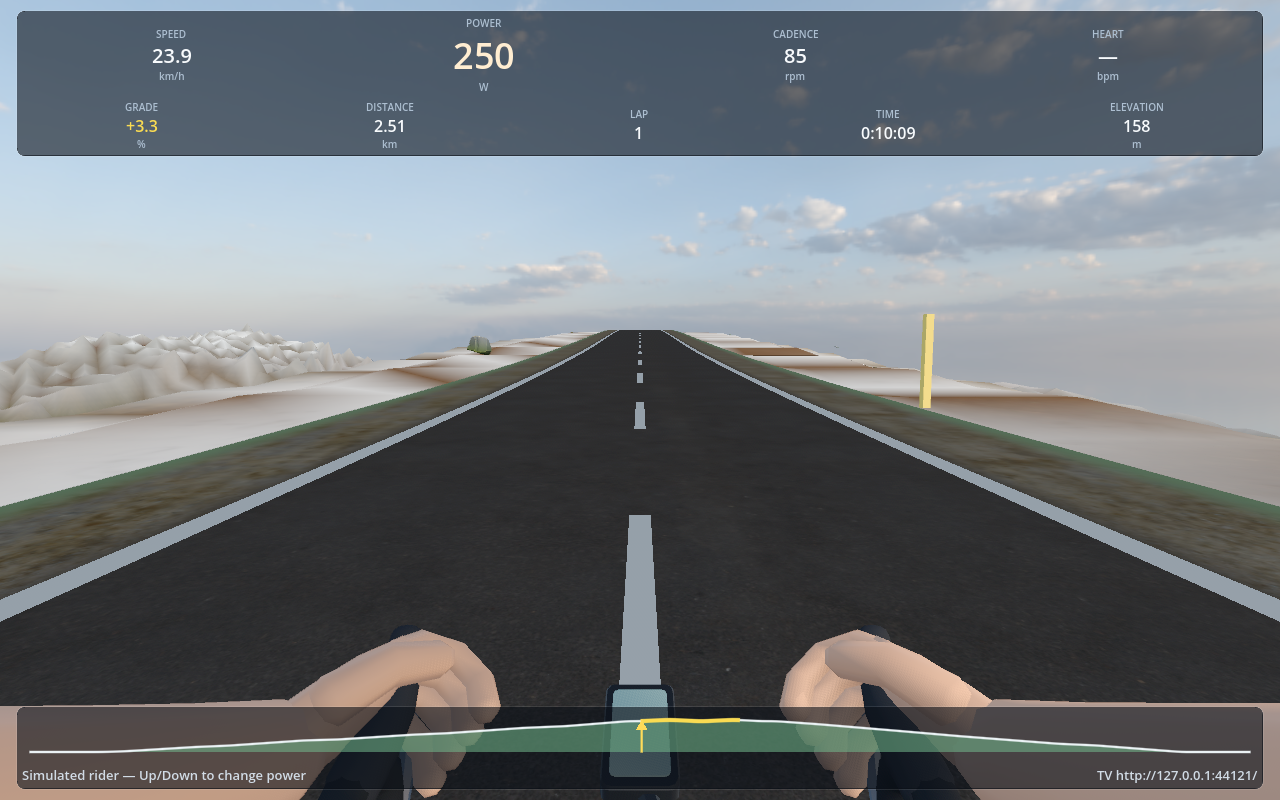 SPEED
23.9
km/h
POWER
250
W
CADENCE
85
rpm
HEART
—
bpm
GRADE
+3.3
%
DISTANCE
2.51
km
LAP
1
TIME
0:10:09
ELEVATION
158
m
Simulated rider — Up/Down to change power
TV http://127.0.0.1:44121/